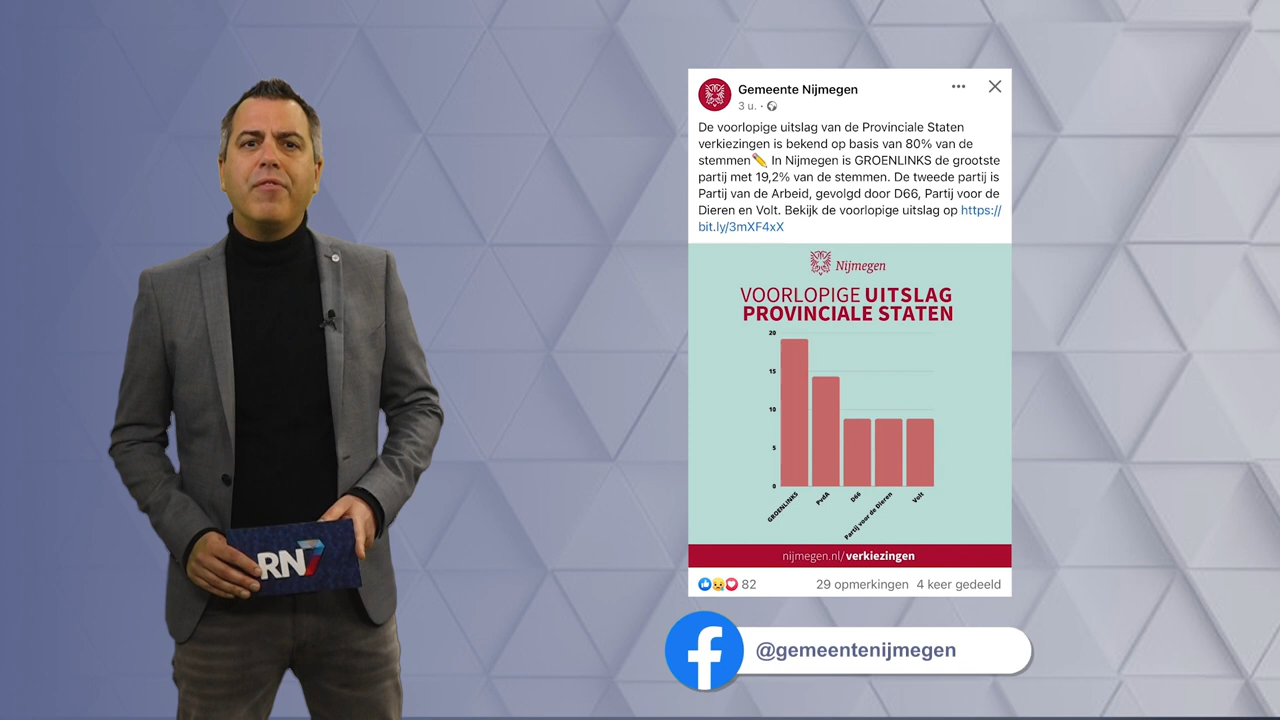 Gemeente Nijmegen
3 u. ·
De voorlopige uitslag van de Provinciale Staten
verkiezingen is bekend op basis van 80% van de
stemmen✏️ In Nijmegen is GROENLINKS de grootste
partij met 19,2% van de stemmen. De tweede partij is
Partij van de Arbeid, gevolgd door D66, Partij voor de
Dieren en Volt. Bekijk de voorlopige uitslag op https://
bit.ly/3mXF4xX
Nijmegen
VOORLOPIGE UITSLAG
PROVINCIALE STATEN
20
15
10
5
0
GROENLINKS
PvdA
D66
Partij voor de Dieren
Volt
nijmegen.nl/verkiezingen
82
29 opmerkingen 4 keer gedeeld
@gemeentenijmegen
RN7